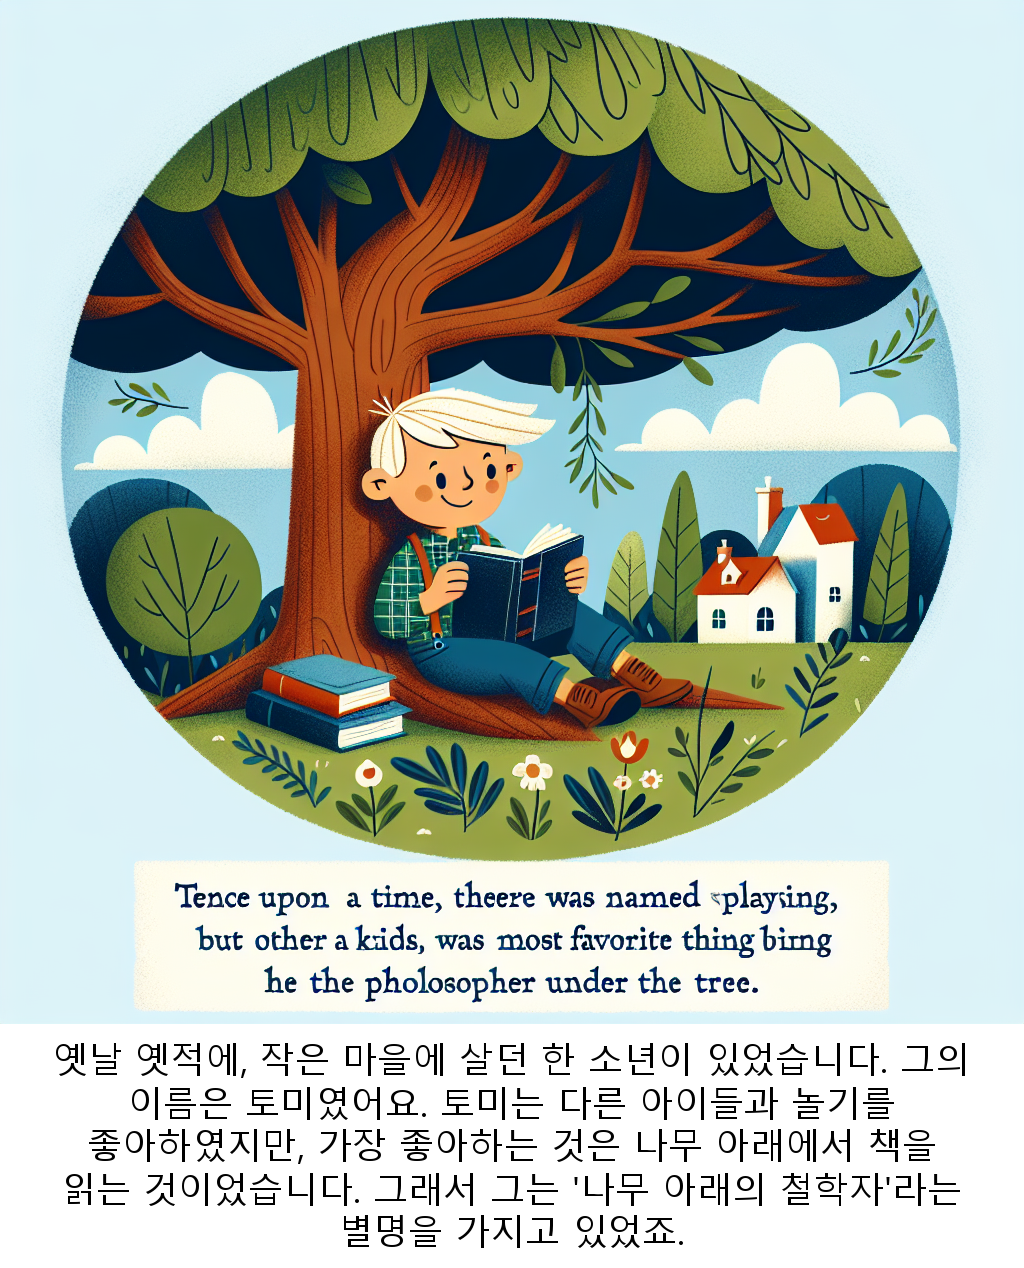 Tence upon a time, theere was named splaysing,
but other a kids, was most favorite thing birng
he the pholosopher under the tree.
옛날 옛적에, 작은 마을에 살던 한 소년이 있었습니다. 그의
이름은 토미였어요. 토미는 다른 아이들과 놀기를
좋아하였지만, 가장 좋아하는 것은 나무 아래에서 책을
읽는 것이었습니다. 그래서 그는 '나무 아래의 철학자'라는
별명을 가지고 있었죠.